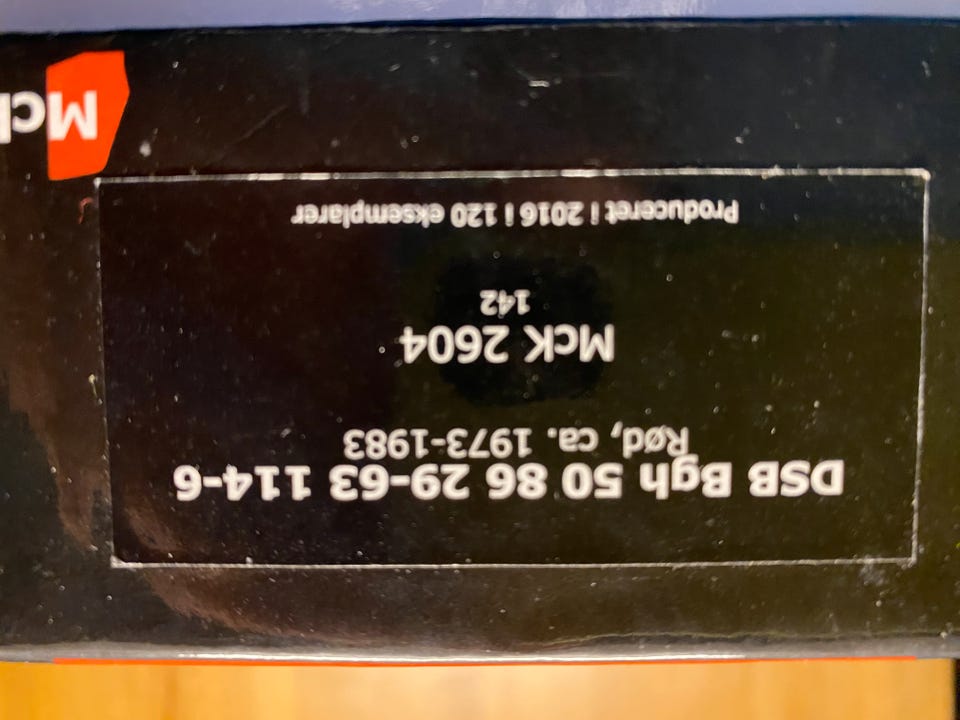 DSB Bgh 50 86 29-63 114-6
Rød, ca. 1973-1983
McK 2604
142
Produceret i 2016 i 120 eksemplarer
McK